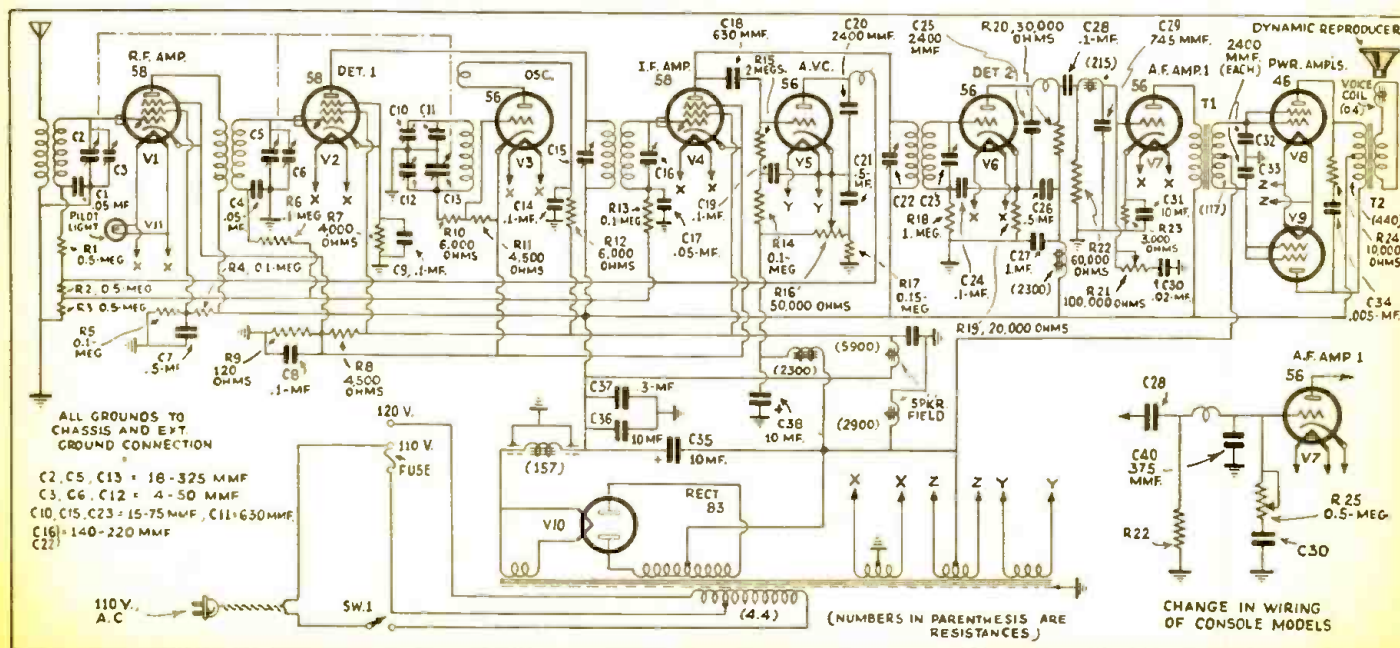 R.F. AMP.
58
V1
C2
C3
C1
.05 MF
PILOT
LIGHT
V11
X X
R1
0.5-MEG
R2, 0.5-MEG
R3 0.5-MEG
R4, 0.1-MEG
R5
0.1-
MEG
C7
.5-MF
DET. 1
58
V2
X X
C5
C6
C4
.05-
MF.
R6
.1 MEG
R7
4,000
OHMS
C9, .1-MF.
R9
120
OHMS
C8
.1-MF
R8
4,500
OHMS
C10
C11
C12
C13
OSC.
56
V3
X X
R10
6,000
OHMS
R11
4,500
OHMS
C14
.1-MF.
C15
R12
6,000
OHMS
R13
0.1-MEG
I.F. AMP.
58
V4
X X
C16
C17
.05-MF.
C18
630 MMF.
R15
2 MEGS.
A.V.C.
56
V5
Y Y
C19
.1-MF.
R14
0.1-
MEG
R16
50,000 OHMS
C20
2400 MMF.
C21
.5-
MF.
R17
0.15-
MEG
C22
C23
C25
2400
MMF.
DET 2
56
V6
X X
R18
1. MEG.
C24
.1-MF.
R20, 30,000
OHMS
C26
.5-MF
C27
1.MF.
(2300)
R19, 20,000 OHMS
C28
.1-MF.
(215)
C29
745 MMF.
R22
60,000
OHMS
R21
100,000 OHMS
A.F. AMP.1
56
V7
X X
C31
10 MF.
R23
3,000
OHMS
C30
.02-MF.
T1
(117)
2400
MMF.
(EACH)
C32
C33
PWR. AMPLS.
46
V8
Z
Z
V9
DYNAMIC REPRODUCER
VOICE
COIL
(0.4)
T2
(440)
R24
10,000
OHMS
C34
.005-MF.
ALL GROUNDS TO
CHASSIS AND EXT.
GROUND CONNECTION
C2, C5, C13 = 18-325 MMF
C3, C6, C12 = 4-50 MMF
C10, C15, C23 = 15-75 MMF, C11=630MMF.
C16
C22 =140-220 MMF
120 V.
110 V.
FUSE
110 V.,
A.C
SW.1
(157)
C37
3-MF
C36
10 MF
C35
10 MF.
+
C38
10 MF.
+
(2300)
(5900)
SPKR.
FIELD
(2900)
V10
RECT
83
X X Z Z Y Y
(4.4)
(NUMBERS IN PARENTHESIS ARE
RESISTANCES)
A.F. AMP 1
56
V7
C28
C40
375
MMF.
R22
R25
0.5-MEG
C30
CHANGE IN WIRING
OF CONSOLE MODELS